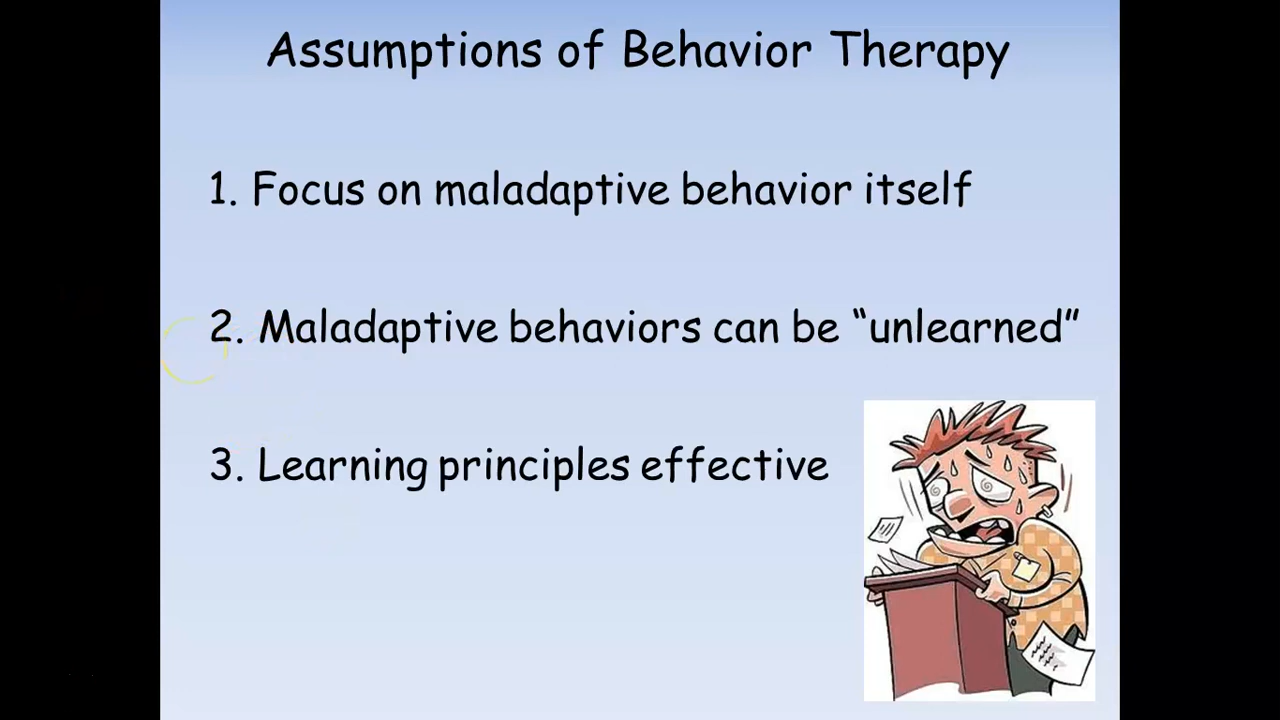 Assumptions of Behavior Therapy
1. Focus on maladaptive behavior itself
2. Maladaptive behaviors can be “unlearned”
3. Learning principles effective